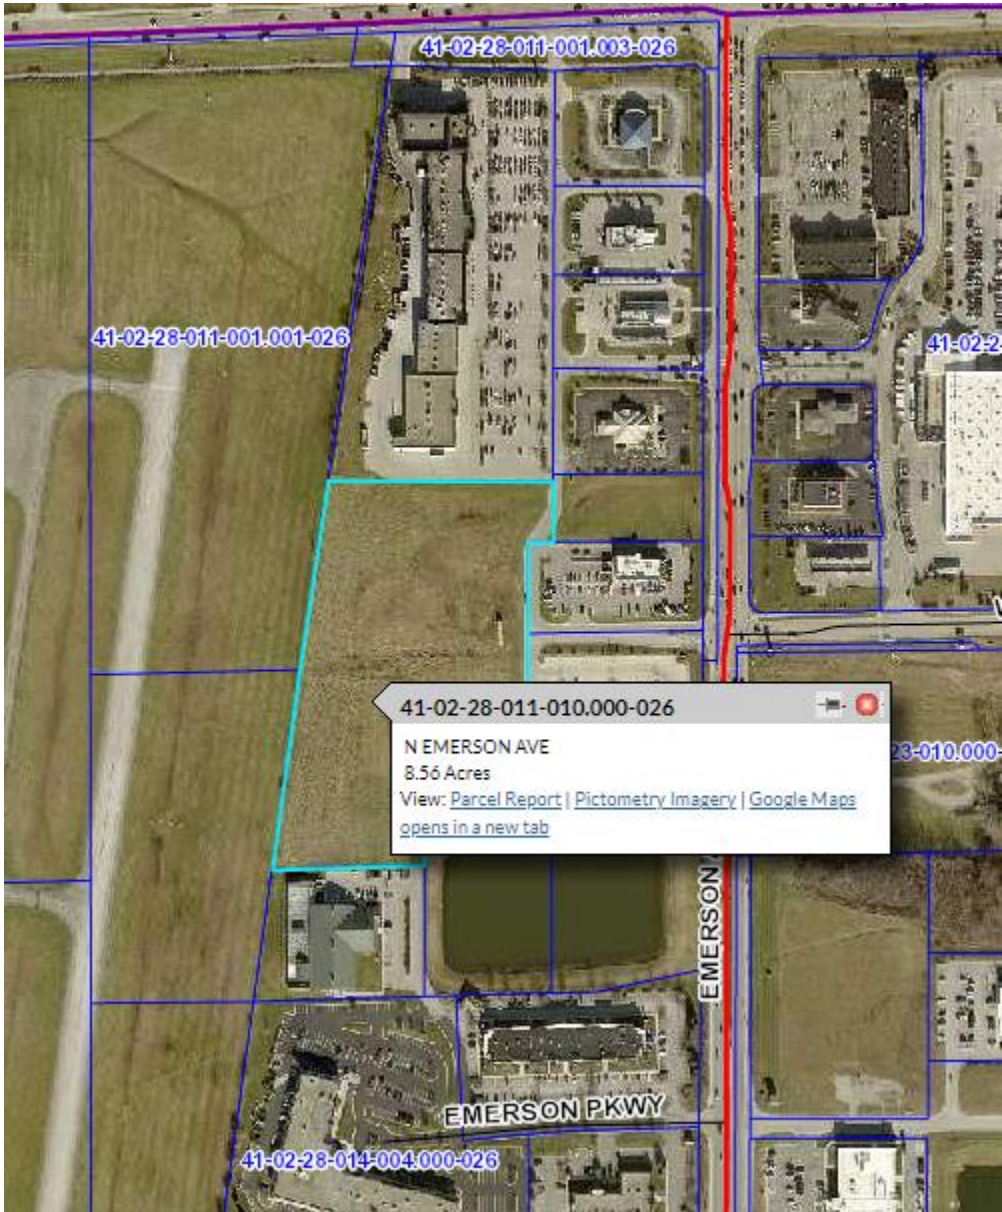 41-02-28-011-001.003-026
41-02-28-011-001.001-026
41-02-2
41-02-28-011-010.000-026
N EMERSON AVE
8.56 Acres
View: Parcel Report | Pictometry Imagery | Google Maps
opens in a new tab
23-010.000-
EMERSON
EMERSON PKWY
41-02-28-014-004.000-026